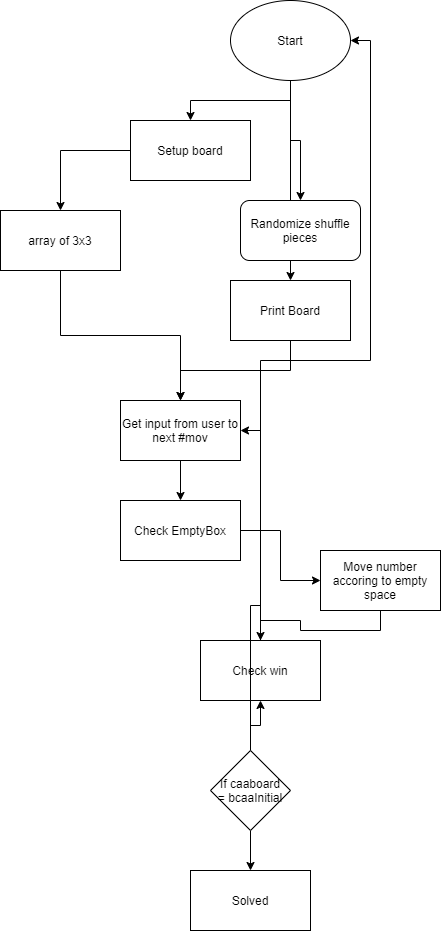 Start
Setup board
Randomize shuffle
pieces
array of 3x3
Print Board
Get input from user to
next #mov
Check EmptyBox
Move number
accoring to empty
space
Check win
If caaboard
= bcaaInitial
Solved